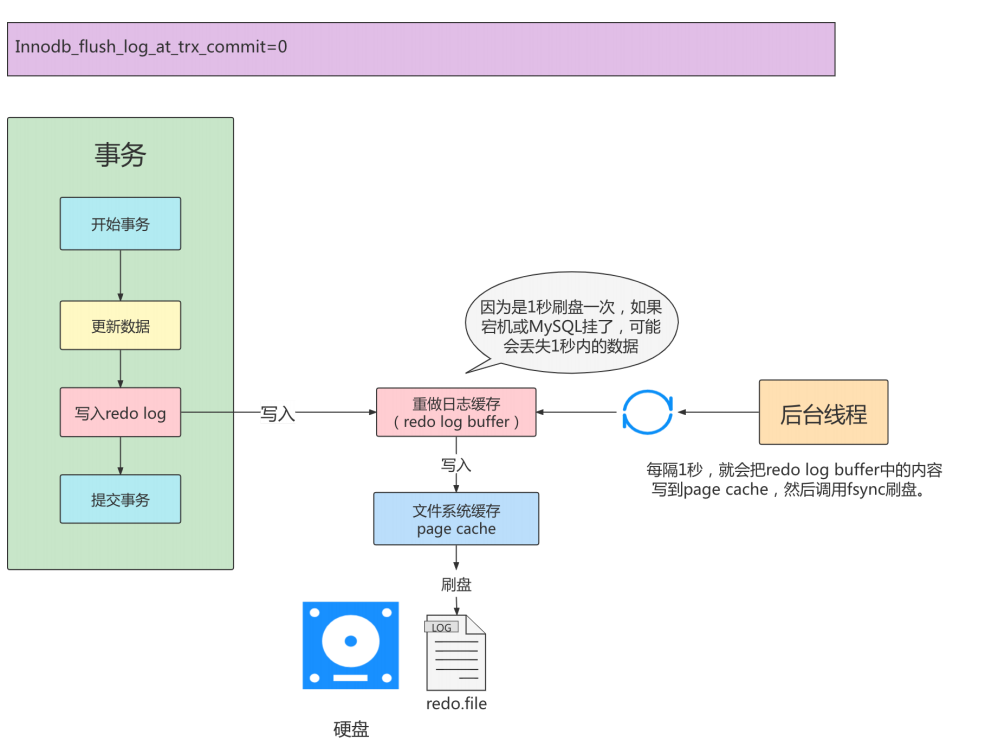 Innodb_flush_log_at_trx_commit=0
事务
开始事务
更新数据
写入redo log
提交事务
写入
因为是1秒刷盘一次，如果
宕机或MySQL挂了，可能
会丢失1秒内的数据
重做日志缓存
（redo log buffer）
写入
文件系统缓存
page cache
刷盘
LOG
redo.file
硬盘
后台线程
每隔1秒，就会把redo log buffer中的内容
写到page cache，然后调用fsync刷盘。